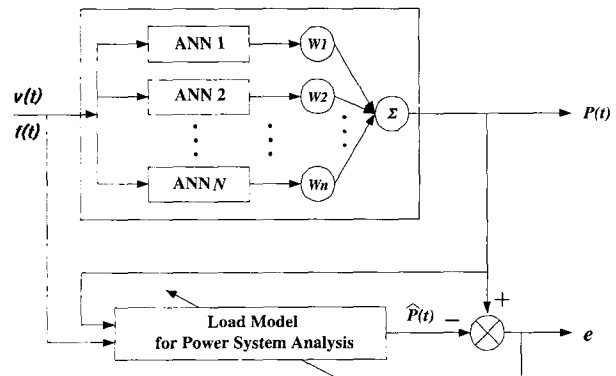 ANN 1
W1
v(t)
ANN 2
W2
Σ
P(t)
f(t)
ANN N
Wn
+
Load Model
for Power System Analysis
P̂(t)
−
e